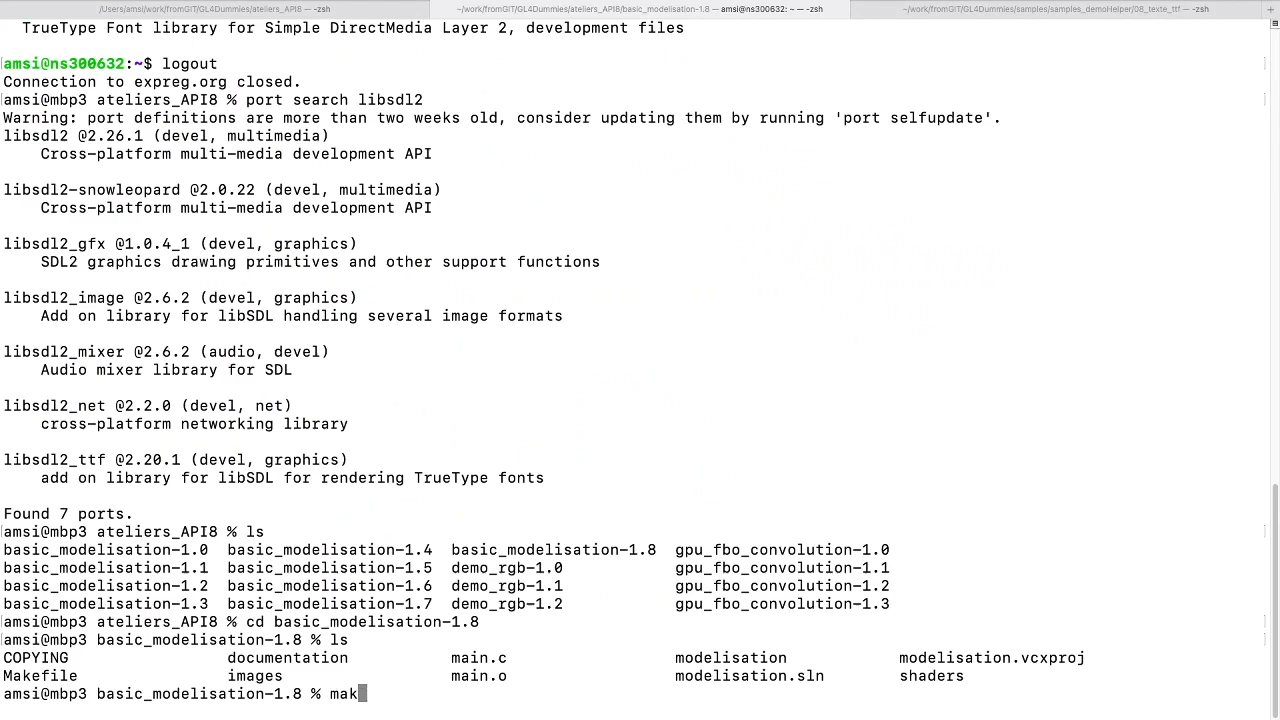 /Users/amsi/work/fromGIT/GL4Dummies/ateliers_API8 — -zsh
~/work/fromGIT/GL4Dummies/ateliers_API8/basic_modelisation-1.8 — amsi@ns300632: ~ — -zsh
~/work/fromGIT/GL4Dummies/samples/samples_demoHelper/08_texte_ttf — -zsh
TrueType Font library for Simple DirectMedia Layer 2, development files
amsi@ns300632:~$ logout
Connection to expreg.org closed.
amsi@mbp3 ateliers_API8 % port search libsdl2
Warning: port definitions are more than two weeks old, consider updating them by running 'port selfupdate'.
libsdl2 @2.26.1 (devel, multimedia)
Cross-platform multi-media development API
libsdl2-snowleopard @2.0.22 (devel, multimedia)
Cross-platform multi-media development API
libsdl2_gfx @1.0.4_1 (devel, graphics)
SDL2 graphics drawing primitives and other support functions
libsdl2_image @2.6.2 (devel, graphics)
Add on library for libSDL handling several image formats
libsdl2_mixer @2.6.2 (audio, devel)
Audio mixer library for SDL
libsdl2_net @2.2.0 (devel, net)
cross-platform networking library
libsdl2_ttf @2.20.1 (devel, graphics)
add on library for libSDL for rendering TrueType fonts
Found 7 ports.
amsi@mbp3 ateliers_API8 % ls
basic_modelisation-1.0 basic_modelisation-1.4 basic_modelisation-1.8 gpu_fbo_convolution-1.0
basic_modelisation-1.1 basic_modelisation-1.5 demo_rgb-1.0 gpu_fbo_convolution-1.1
basic_modelisation-1.2 basic_modelisation-1.6 demo_rgb-1.1 gpu_fbo_convolution-1.2
basic_modelisation-1.3 basic_modelisation-1.7 demo_rgb-1.2 gpu_fbo_convolution-1.3
amsi@mbp3 ateliers_API8 % cd basic_modelisation-1.8
amsi@mbp3 basic_modelisation-1.8 % ls
COPYING documentation main.c modelisation modelisation.vcxproj
Makefile images main.o modelisation.sln shaders
amsi@mbp3 basic_modelisation-1.8 % mak